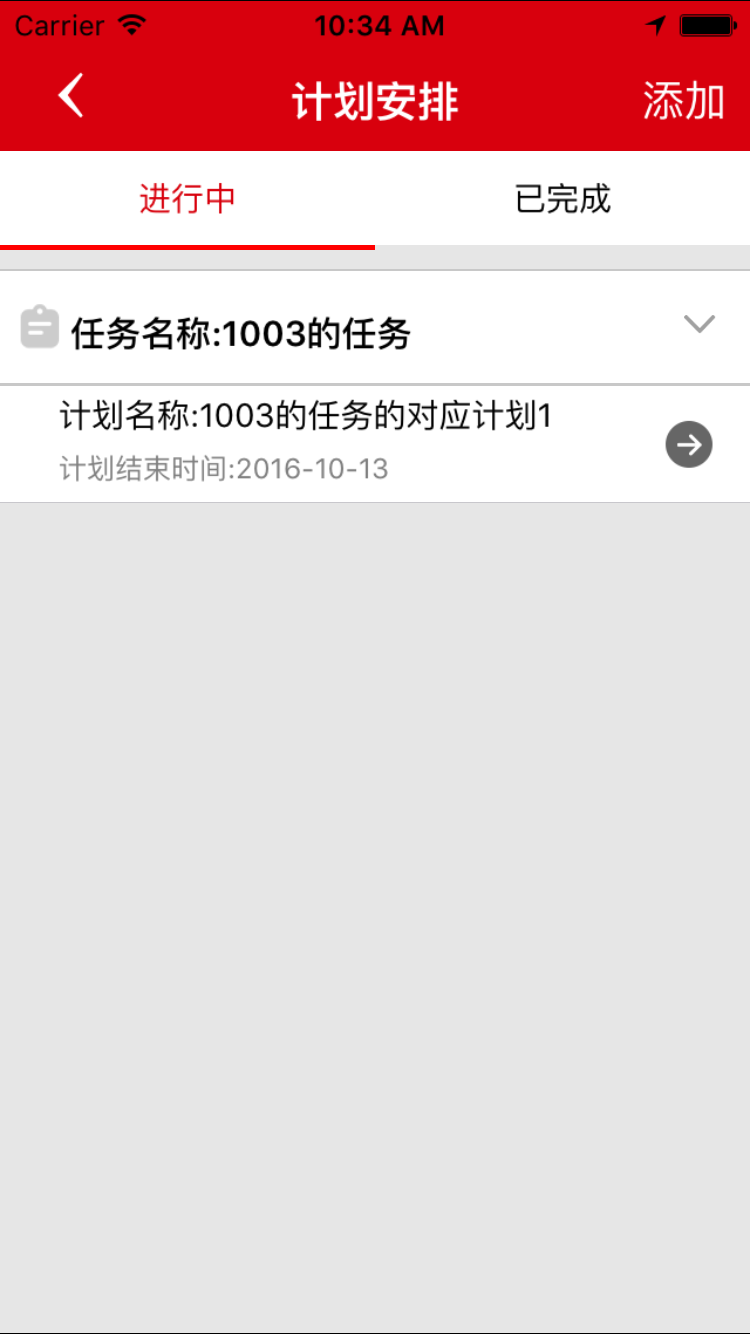 Carrier 10:34 AM
计划安排 添加
进行中 已完成
任务名称:1003的任务
计划名称:1003的任务的对应计划1
计划结束时间:2016-10-13